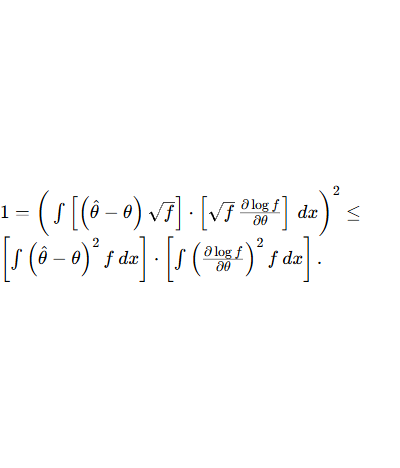 1 = ( ∫ [ ( θ̂ − θ ) √f ] · [ √f ∂ log f / ∂θ ] dx )² ≤
[ ∫ ( θ̂ − θ )² f dx ] · [ ∫ ( ∂ log f / ∂θ )² f dx ] .